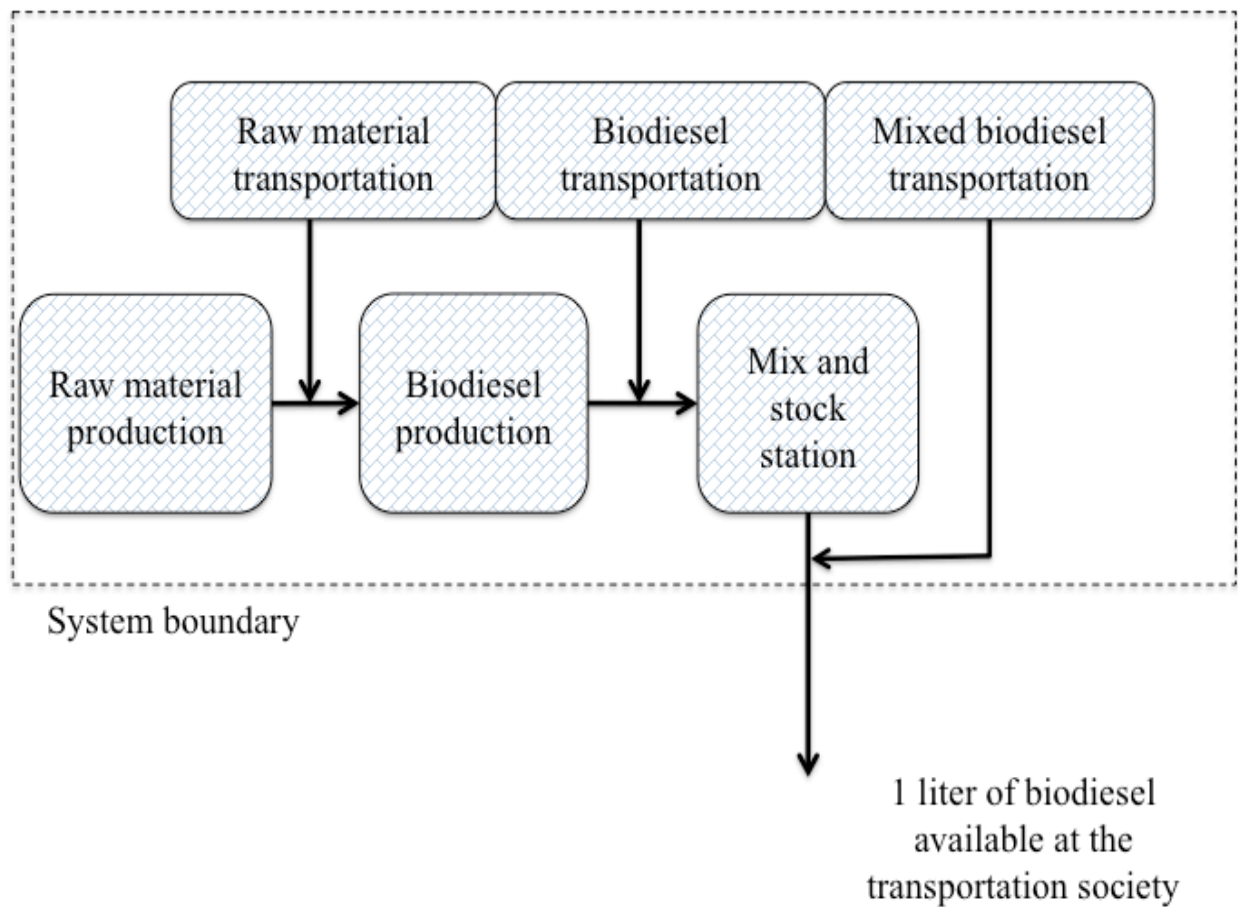 Raw material
transportation
Biodiesel
transportation
Mixed biodiesel
transportation
Raw material
production
Biodiesel
production
Mix and
stock
station
System boundary
1 liter of biodiesel
available at the
transportation society